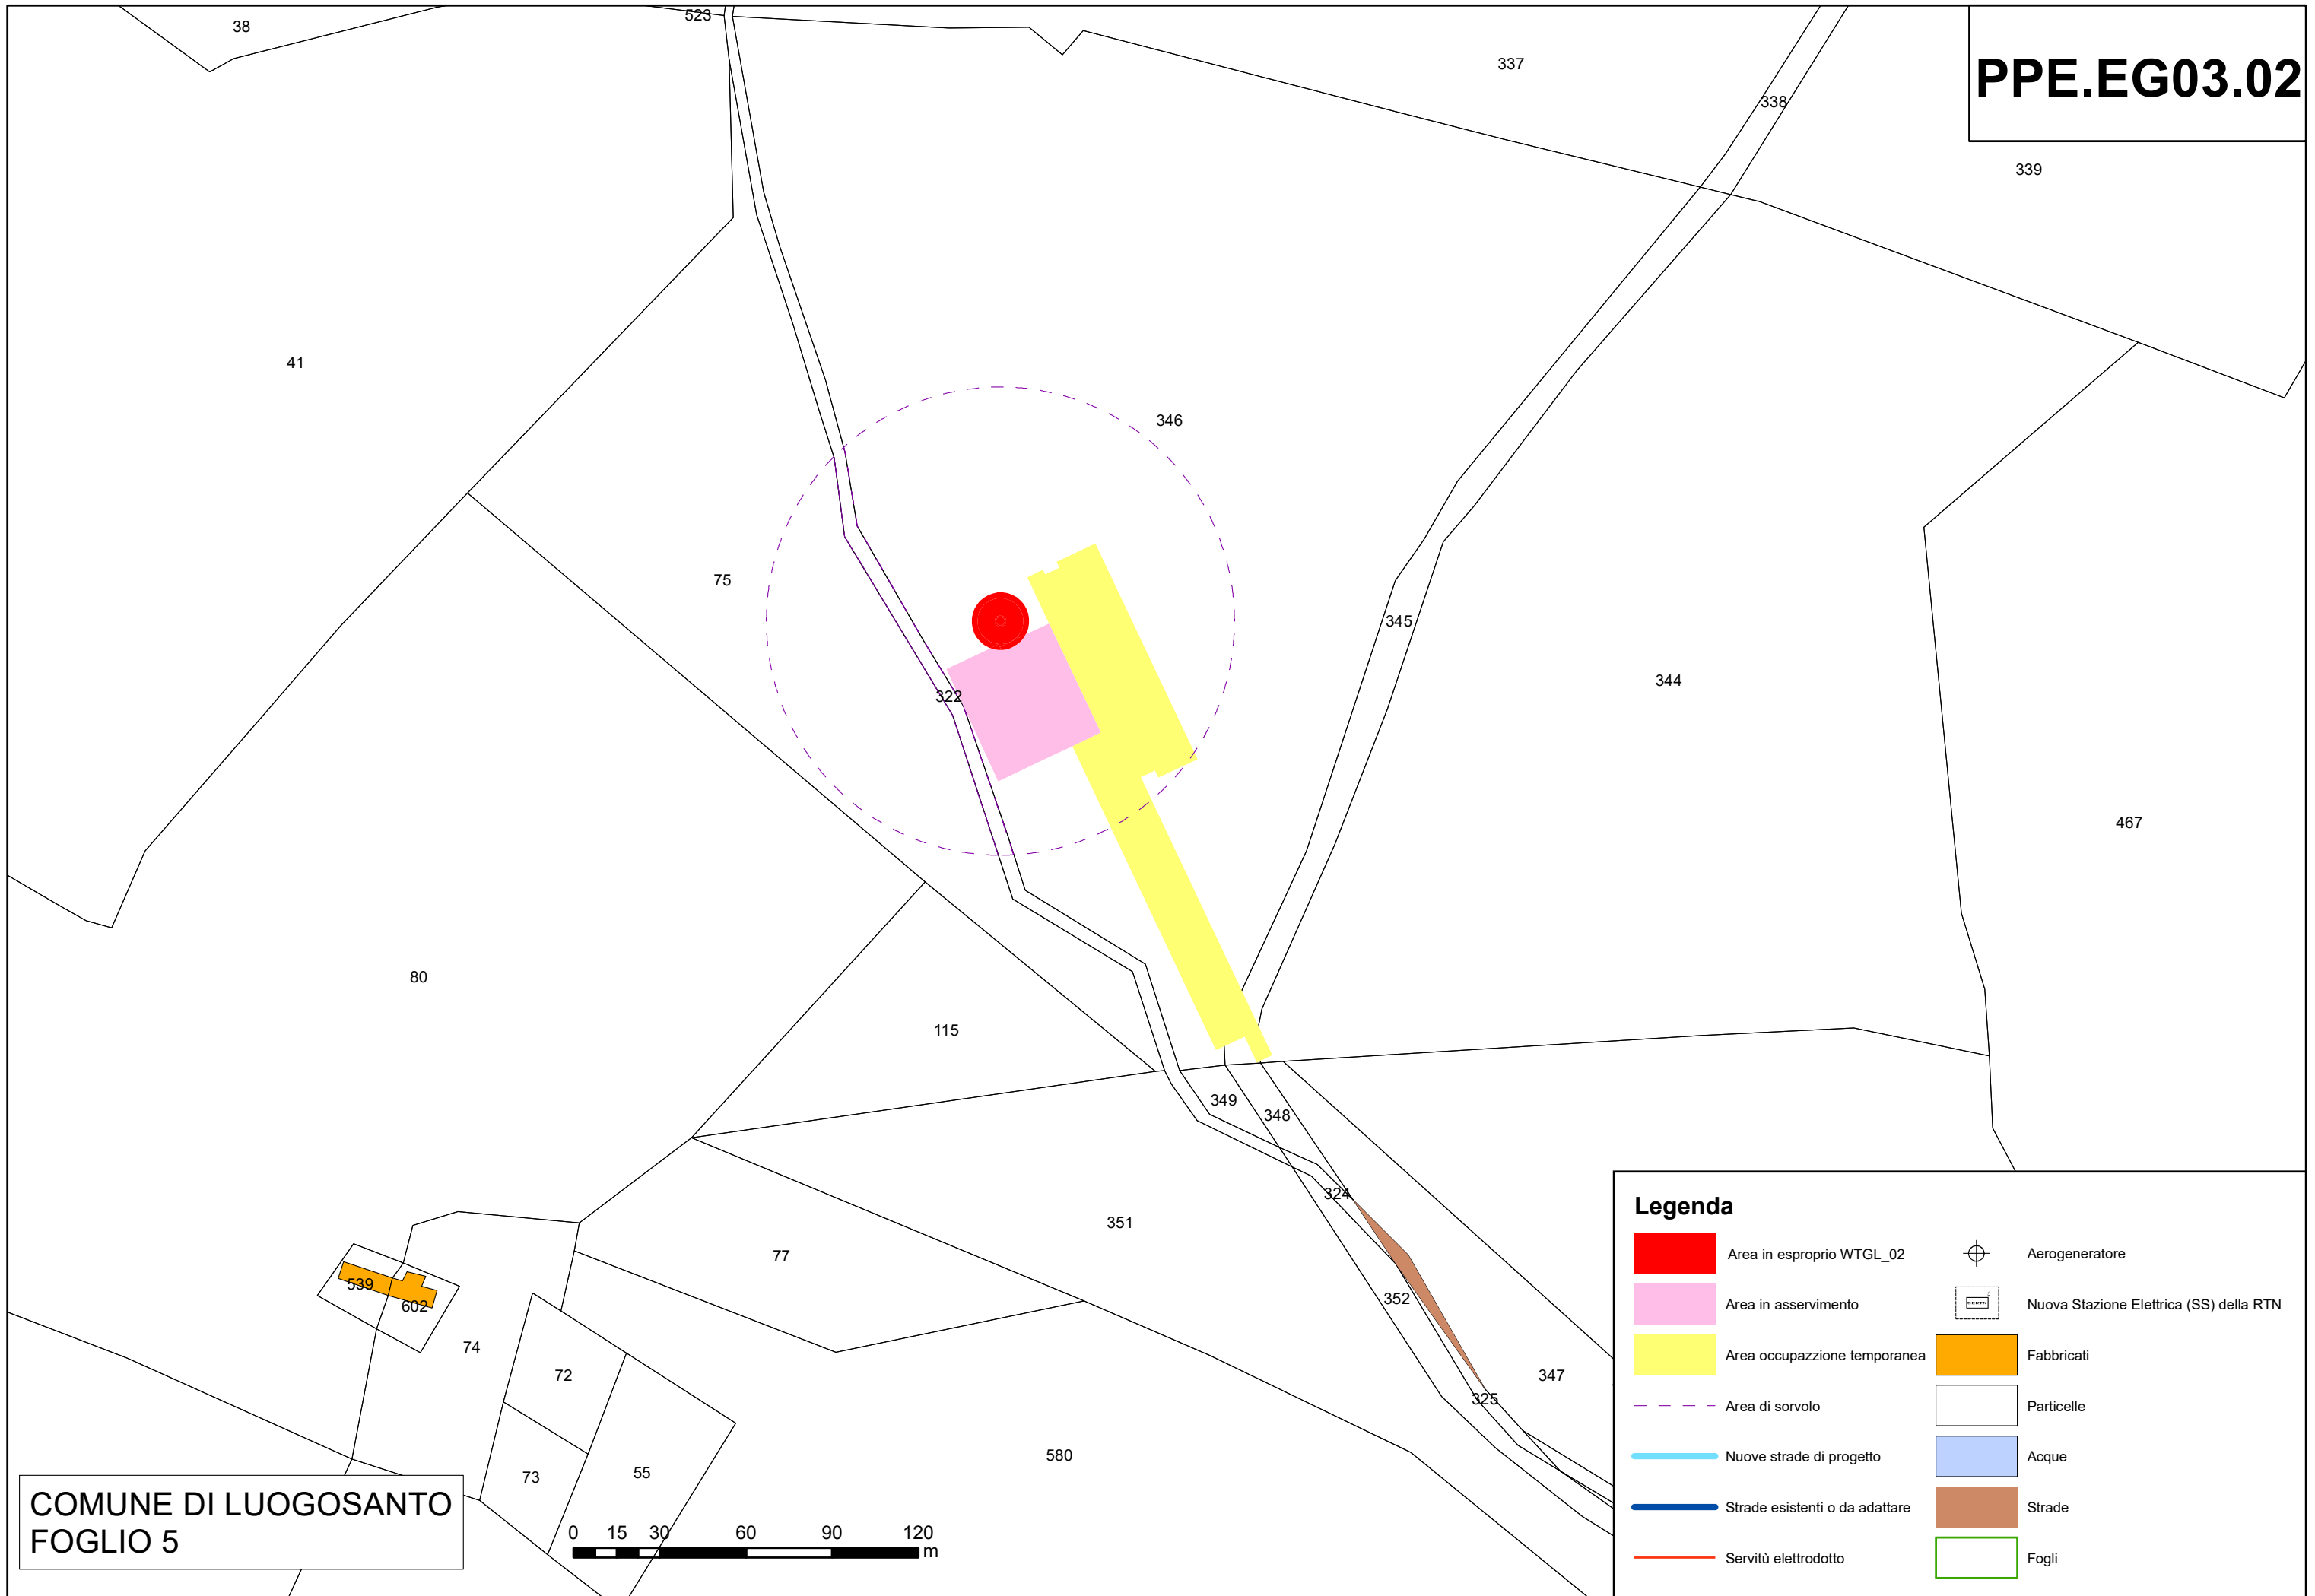 38
523
337
338
PPE.EG03.02
339
41
346
75
345
322
344
467
80
115
349
348
324
351
77
539
602
352
74
72
347
325
580
73
55
COMUNE DI LUOGOSANTO
FOGLIO 5
0 15 30 60 90 120
m
Legenda
Area in esproprio WTGL_02
Area in asservimento
Area occupazzione temporanea
Area di sorvolo
Nuove strade di progetto
Strade esistenti o da adattare
Servitù elettrodotto
Aerogeneratore
Nuova Stazione Elettrica (SS) della RTN
Fabbricati
Particelle
Acque
Strade
Fogli